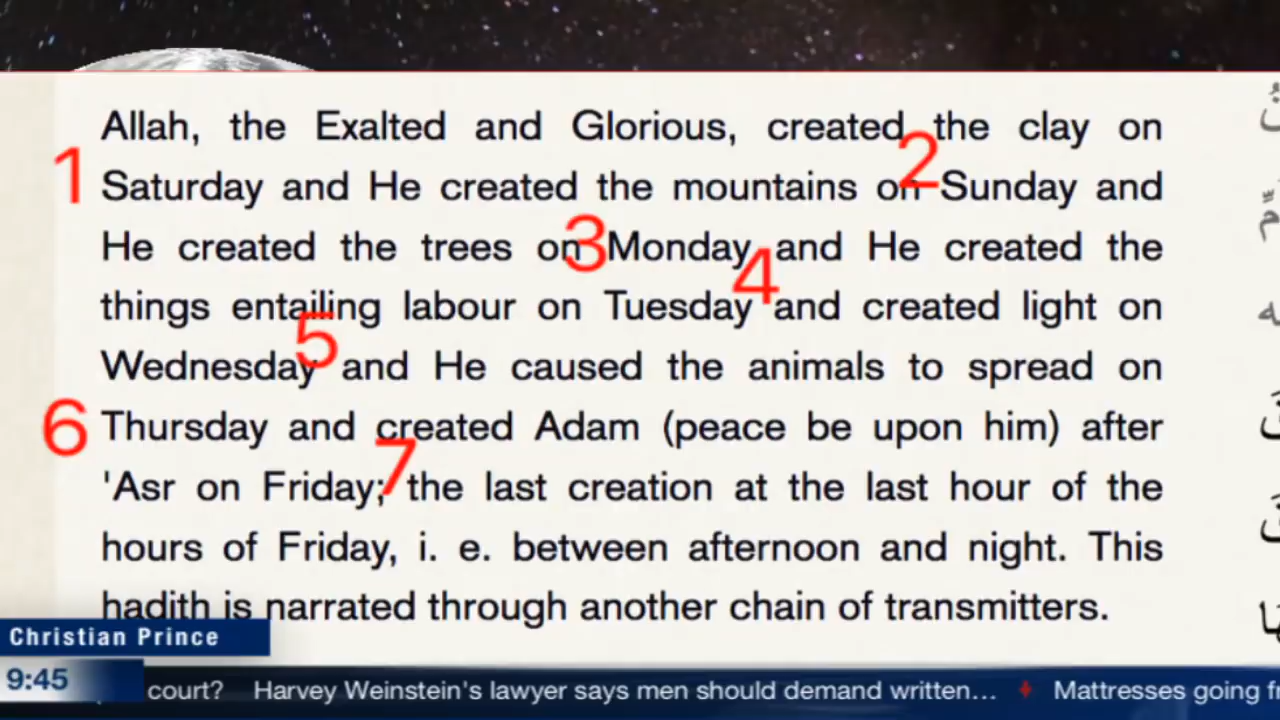 Allah, the Exalted and Glorious, created the clay on
1 Saturday and He created the mountains on 2 Sunday and
He created the trees on 3 Monday and He created the
things entailing labour on Tuesday 4 and created light on
Wednesday 5 and He caused the animals to spread on
6 Thursday and created Adam (peace be upon him) after
'Asr on Friday; 7 the last creation at the last hour of the
hours of Friday, i. e. between afternoon and night. This
hadith is narrated through another chain of transmitters.
Christian Prince
9:45
court? Harvey Weinstein's lawyer says men should demand written... Mattresses going